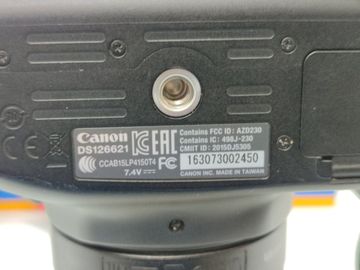 Canon
DS126621
CCAB15LP4150T4
7.4V
Contains FCC ID : AZD230
Contains IC : 498J-230
CMIIT ID : 2015DJ5305
163073002450
CANON INC. MADE IN TAIWAN